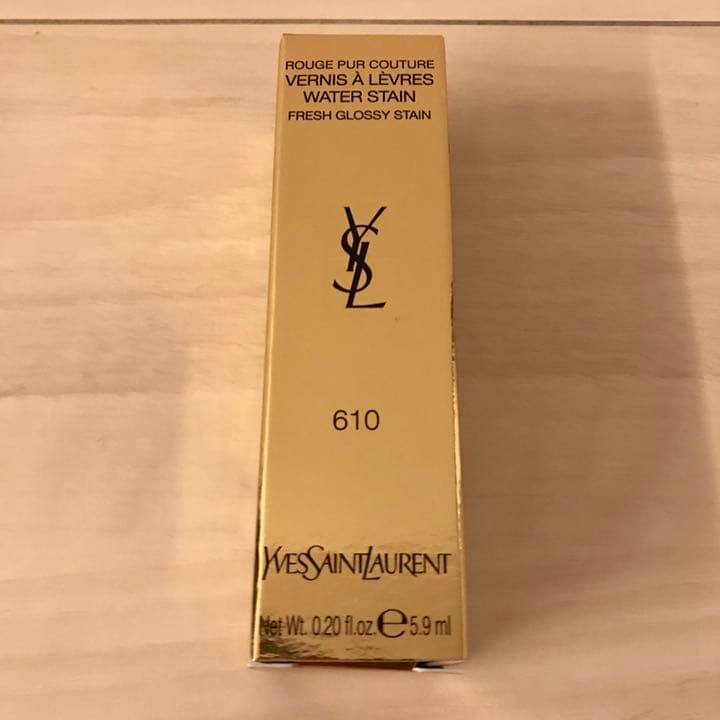 ROUGE PUR COUTURE
VERNIS À LÈVRES
WATER STAIN
FRESH GLOSSY STAIN
YSL
610
YVESSAINTLAURENT
Net Wt. 0.20 fl.oz. ℮ 5.9 ml